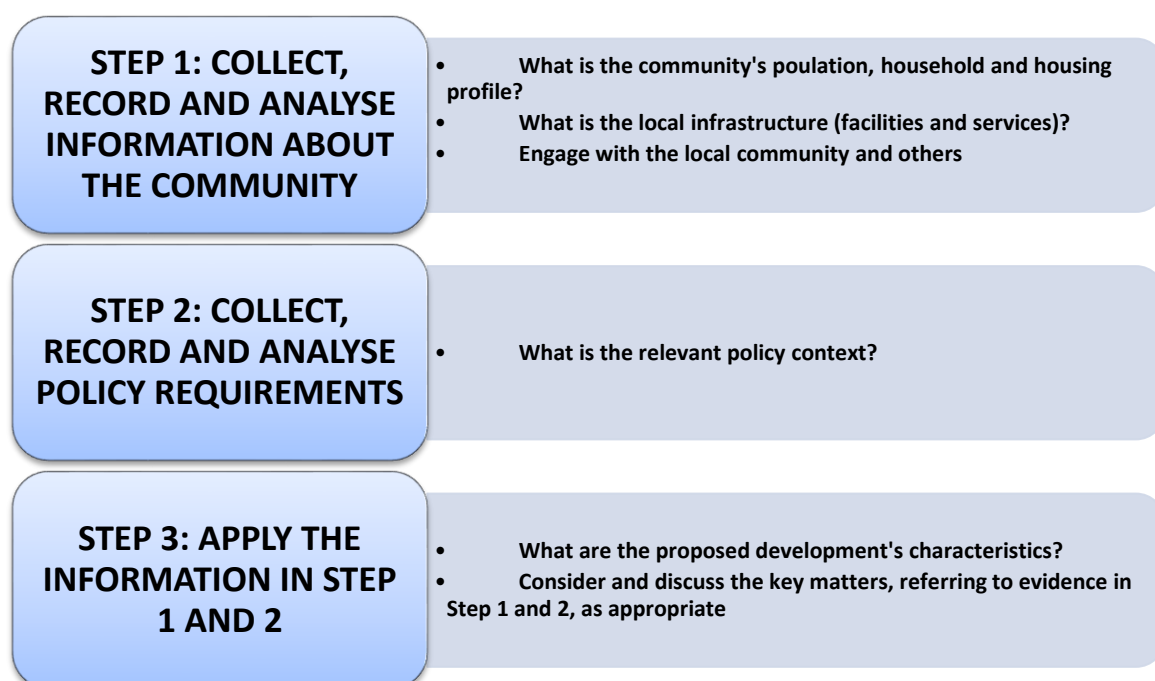 STEP 1: COLLECT,
RECORD AND ANALYSE
INFORMATION ABOUT
THE COMMUNITY
• What is the community's poulation, household and housing
profile?
• What is the local infrastructure (facilities and services)?
• Engage with the local community and others
STEP 2: COLLECT,
RECORD AND ANALYSE
POLICY REQUIREMENTS
• What is the relevant policy context?
STEP 3: APPLY THE
INFORMATION IN STEP
1 AND 2
• What are the proposed development's characteristics?
• Consider and discuss the key matters, referring to evidence in
Step 1 and 2, as appropriate